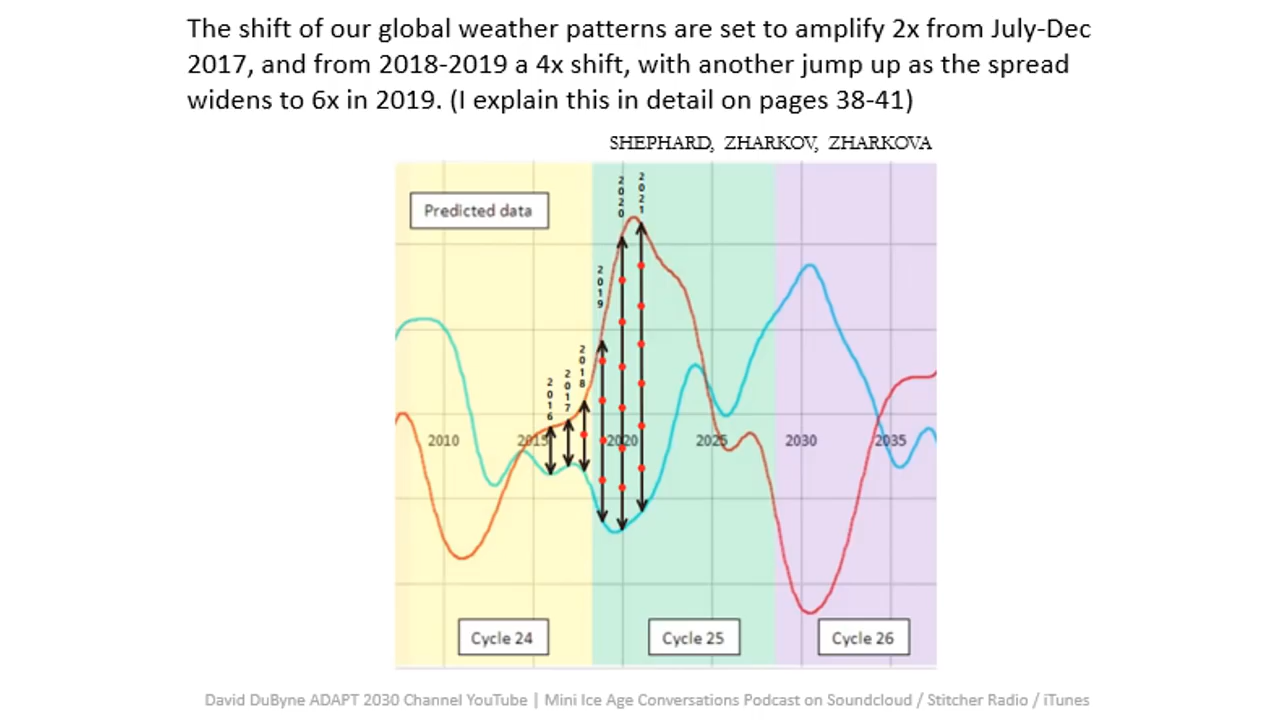 The shift of our global weather patterns are set to amplify 2x from July-Dec
2017, and from 2018-2019 a 4x shift, with another jump up as the spread
widens to 6x in 2019. (I explain this in detail on pages 38-41)
SHEPHARD, ZHARKOV, ZHARKOVA
Predicted data
2016
2017
2018
2019
2020
2021
2010
2015
2020
2025
2030
2035
Cycle 24
Cycle 25
Cycle 26
David DuByne ADAPT 2030 Channel YouTube | Mini Ice Age Conversations Podcast on Soundcloud / Stitcher Radio / iTunes